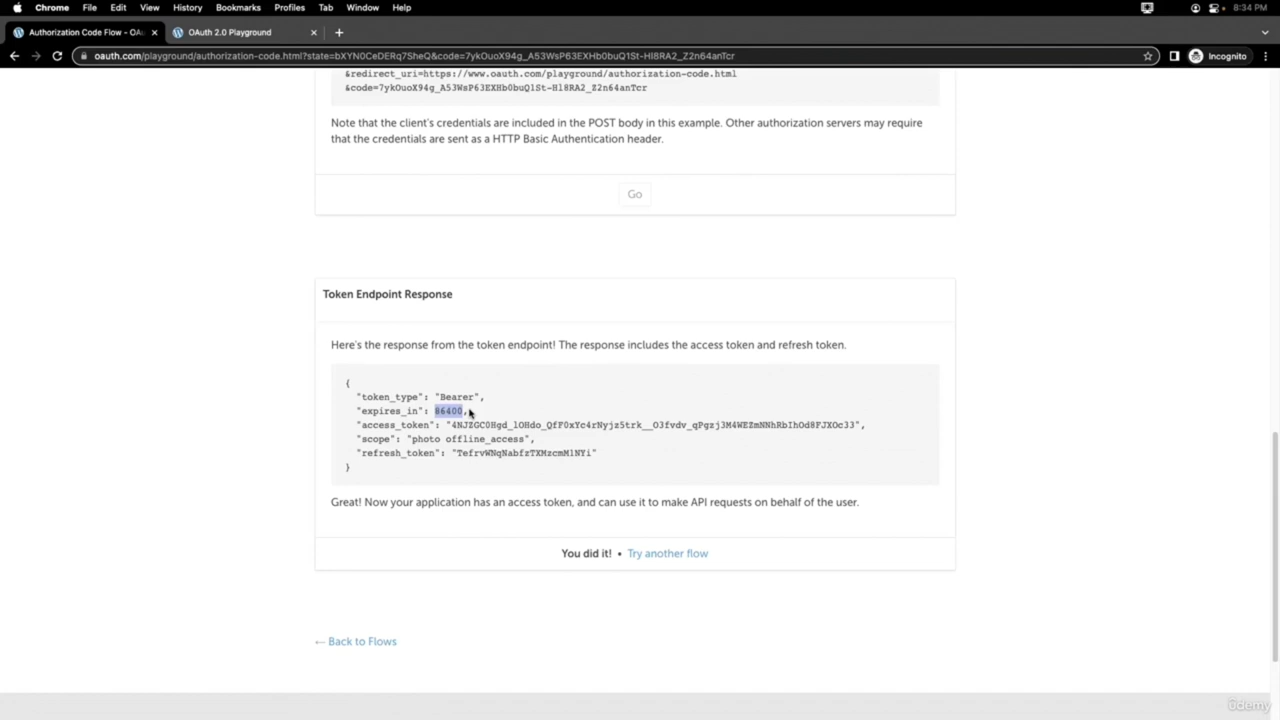 Chrome File Edit View History Bookmarks Profiles Tab Window Help 8:34 PM
Authorization Code Flow - OAu OAuth 2.0 Playground
oauth.com/playground/authorization-code.html?state=bXYN0CeDERq7SheQ&code=7ykOuoX94g_A53WsP63EXHb0buQ1St-Hl8RA2_Z2n64anTcr Incognito
&redirect_uri=https://www.oauth.com/playground/authorization-code.html
&code=7ykOuoX94g_A53WsP63EXHb0buQ1St-Hl8RA2_Z2n64anTcr
Note that the client's credentials are included in the POST body in this example. Other authorization servers may require
that the credentials are sent as a HTTP Basic Authentication header.
Go
Token Endpoint Response
Here's the response from the token endpoint! The response includes the access token and refresh token.
{
"token_type": "Bearer",
"expires_in": 86400,
"access_token": "4NJZGC0Hgd_lOHdo_QfF0xYc4rNyjz5trk__O3fvdv_qPgzj3M4WEZmNNhRbIhOd8FJXOc33",
"scope": "photo offline_access",
"refresh_token": "TefrvWNqNabfzTXMzcmMlNYi"
}
Great! Now your application has an access token, and can use it to make API requests on behalf of the user.
You did it! • Try another flow
← Back to Flows
ûdemy